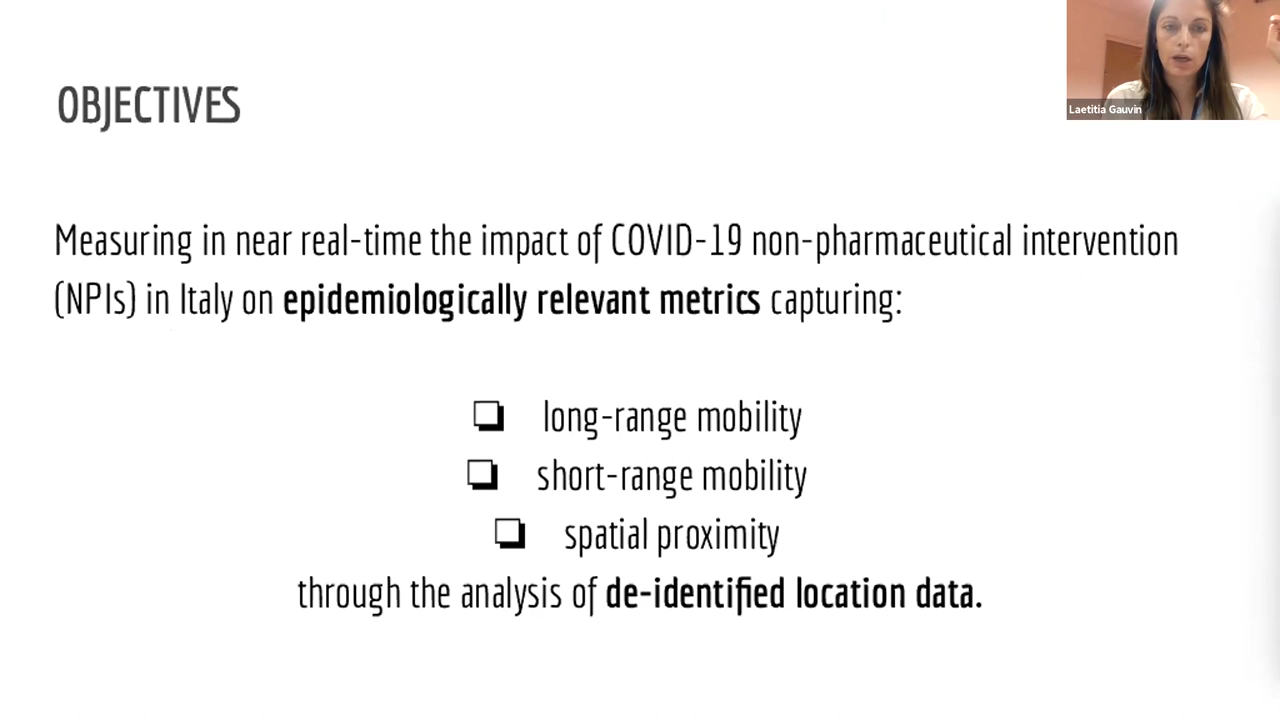 Laetitia Gauvin
OBJECTIVES
Measuring in near real-time the impact of COVID-19 non-pharmaceutical intervention
(NPIs) in Italy on epidemiologically relevant metrics capturing:
❏ long-range mobility
❏ short-range mobility
❏ spatial proximity
through the analysis of de-identified location data.